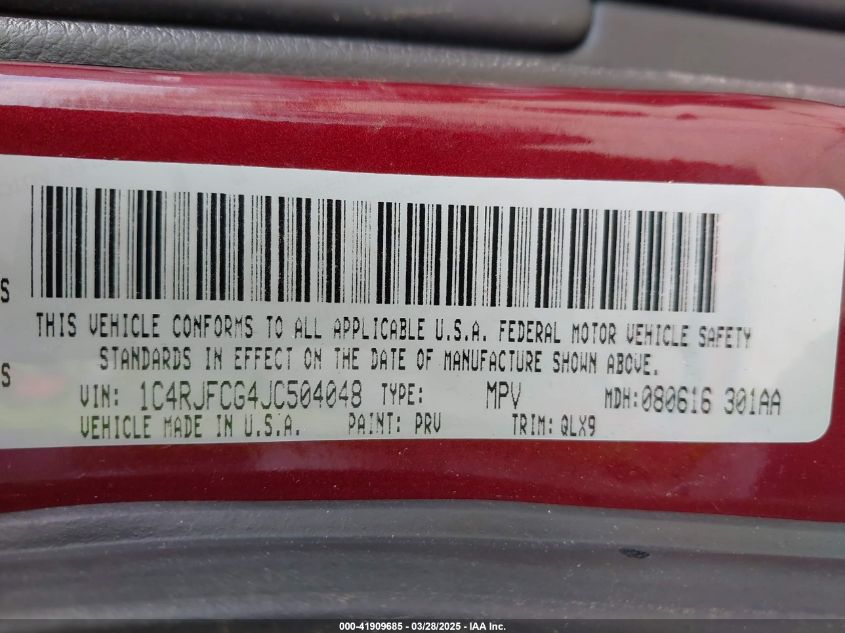 S
THIS VEHICLE CONFORMS TO ALL APPLICABLE U.S.A. FEDERAL MOTOR VEHICLE SAFETY
STANDARDS IN EFFECT ON THE DATE OF MANUFACTURE SHOWN ABOVE.
S
VIN: 1C4RJFCG4JC504048 TYPE: MPV MDH:080616 301AA
VEHICLE MADE IN U.S.A. PAINT: PRV TRIM: QLX9
000-41909685 - 03/28/2025 - IAA Inc.